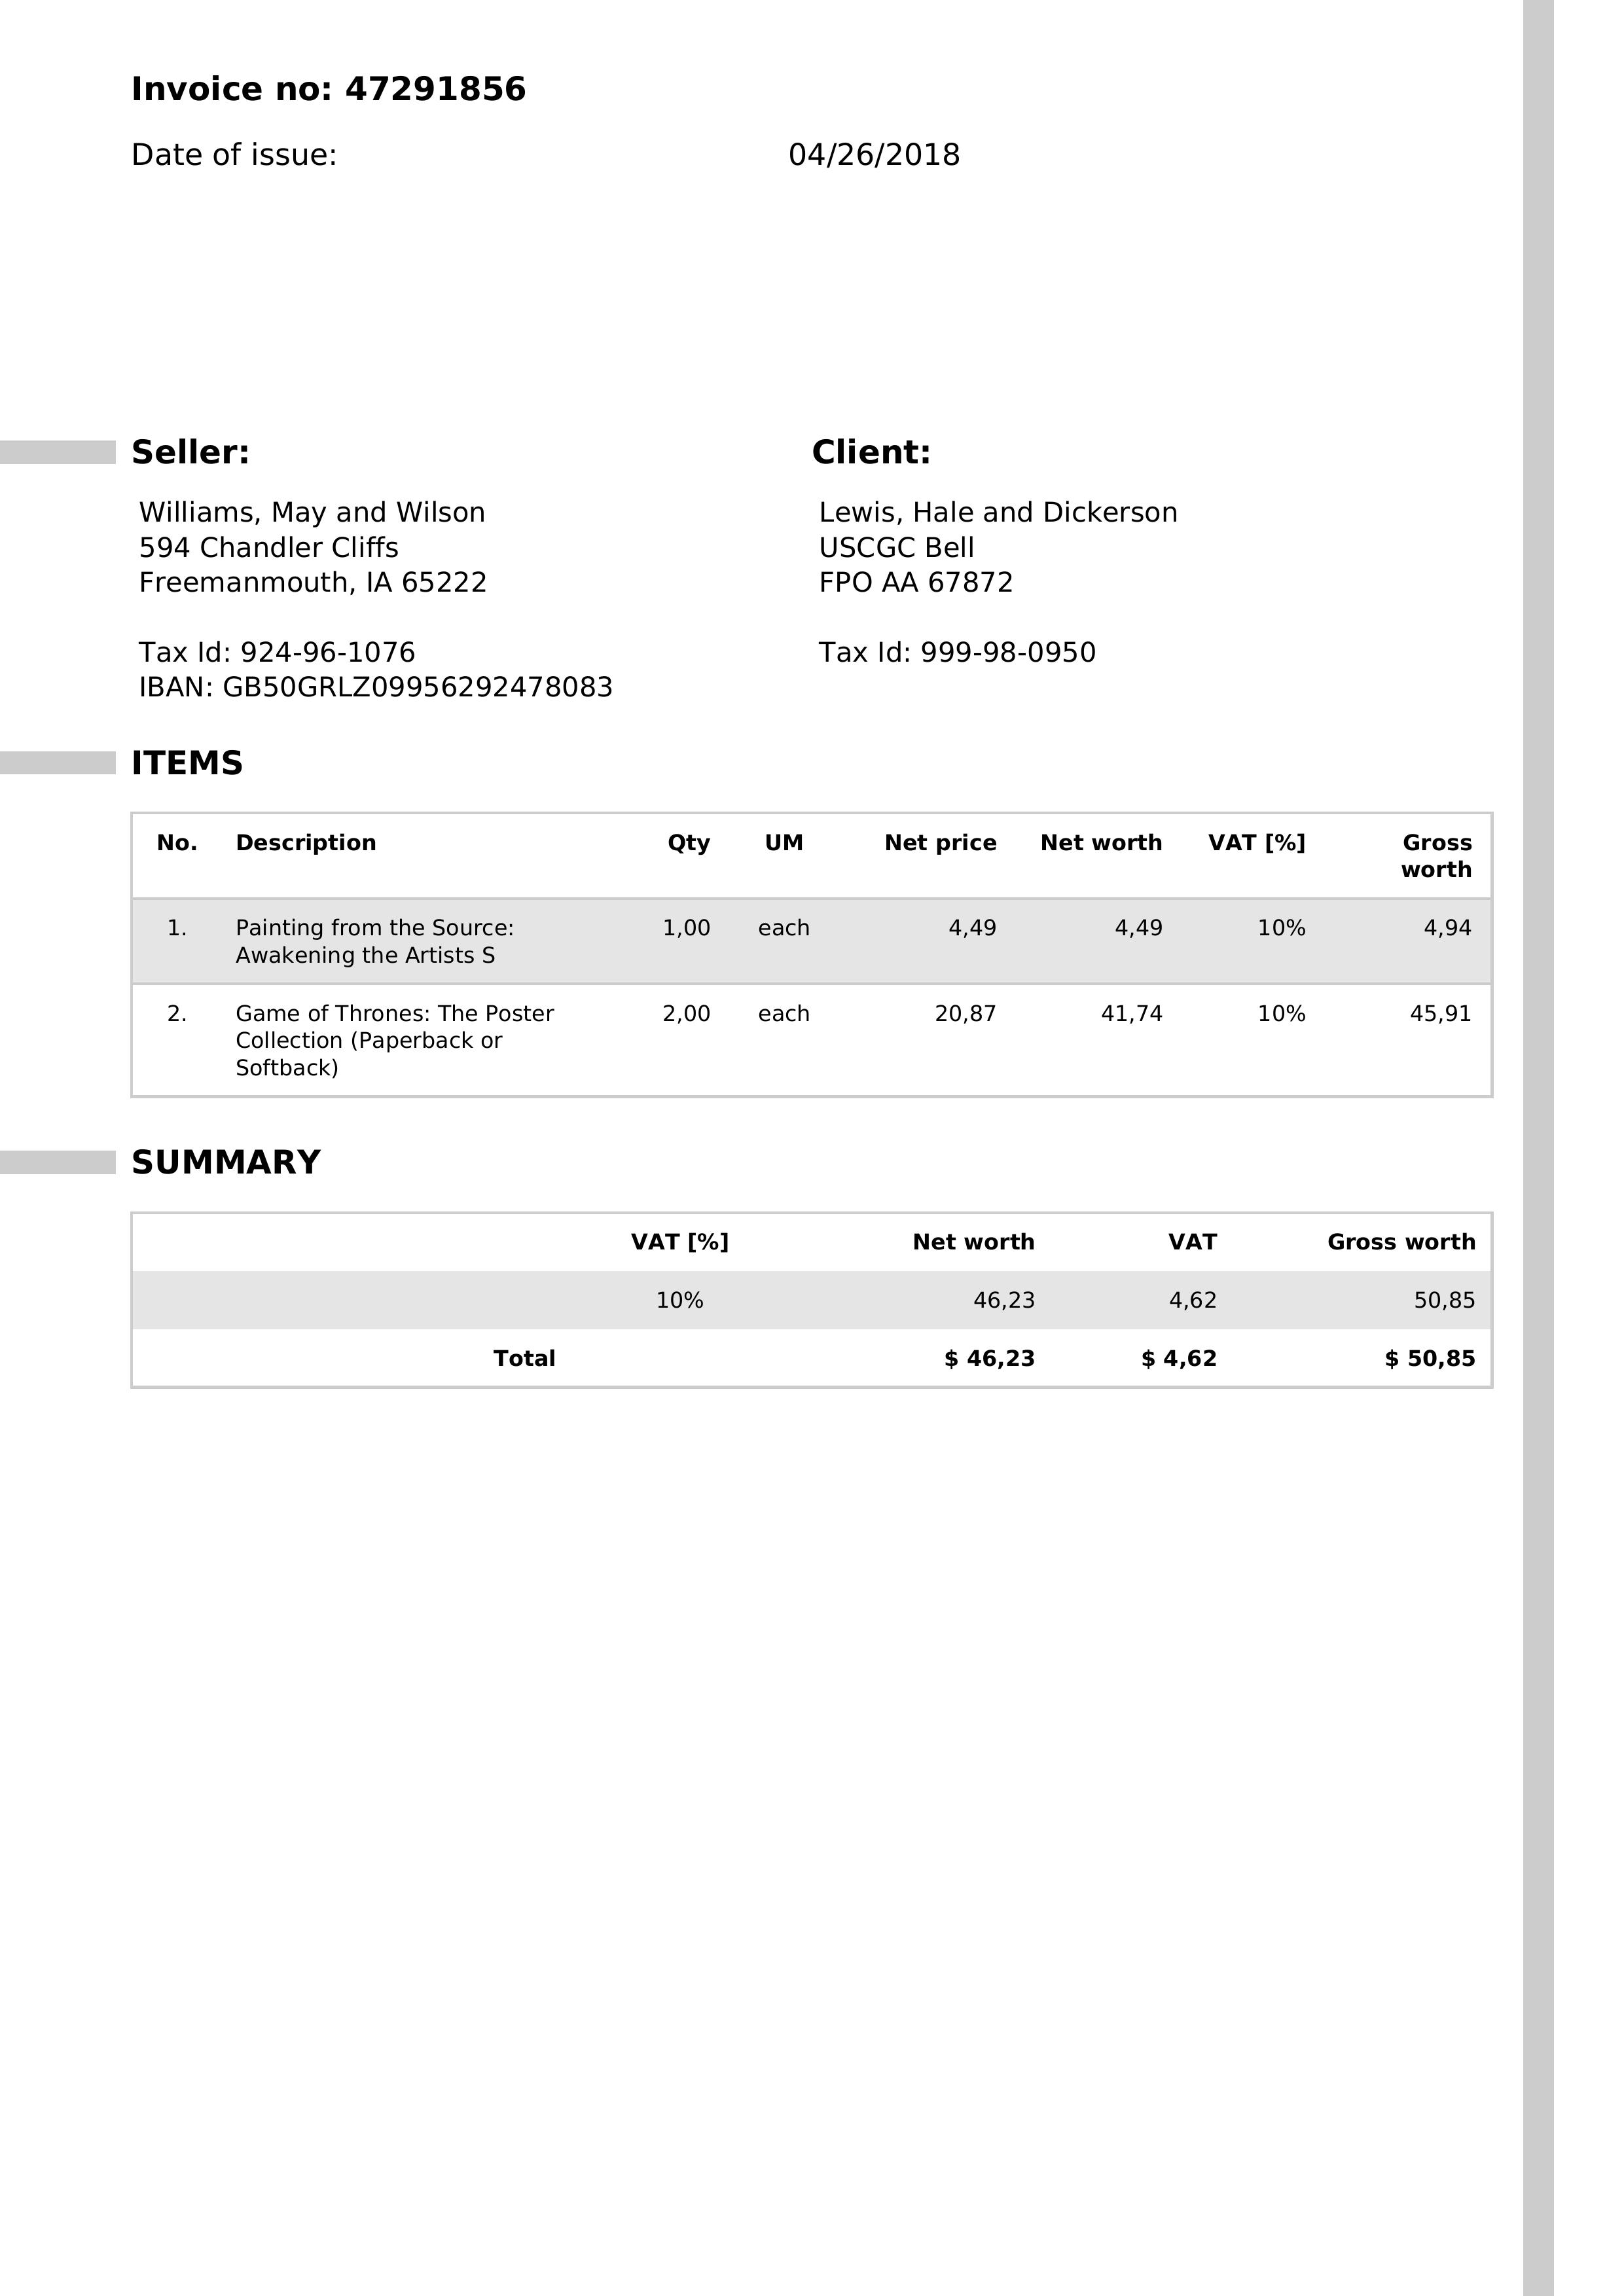 Invoice no: 47291856
Date of issue: 04/26/2018
Seller:
Williams, May and Wilson
594 Chandler Cliffs
Freemanmouth, IA 65222
Tax Id: 924-96-1076
IBAN: GB50GRLZ09956292478083
Client:
Lewis, Hale and Dickerson
USCGC Bell
FPO AA 67872
Tax Id: 999-98-0950
ITEMS
No. Description Qty UM Net price Net worth VAT [%] Gross
worth
1. Painting from the Source: 1,00 each 4,49 4,49 10% 4,94
Awakening the Artists S
2. Game of Thrones: The Poster 2,00 each 20,87 41,74 10% 45,91
Collection (Paperback or
Softback)
SUMMARY
VAT [%] Net worth VAT Gross worth
10% 46,23 4,62 50,85
Total $ 46,23 $ 4,62 $ 50,85